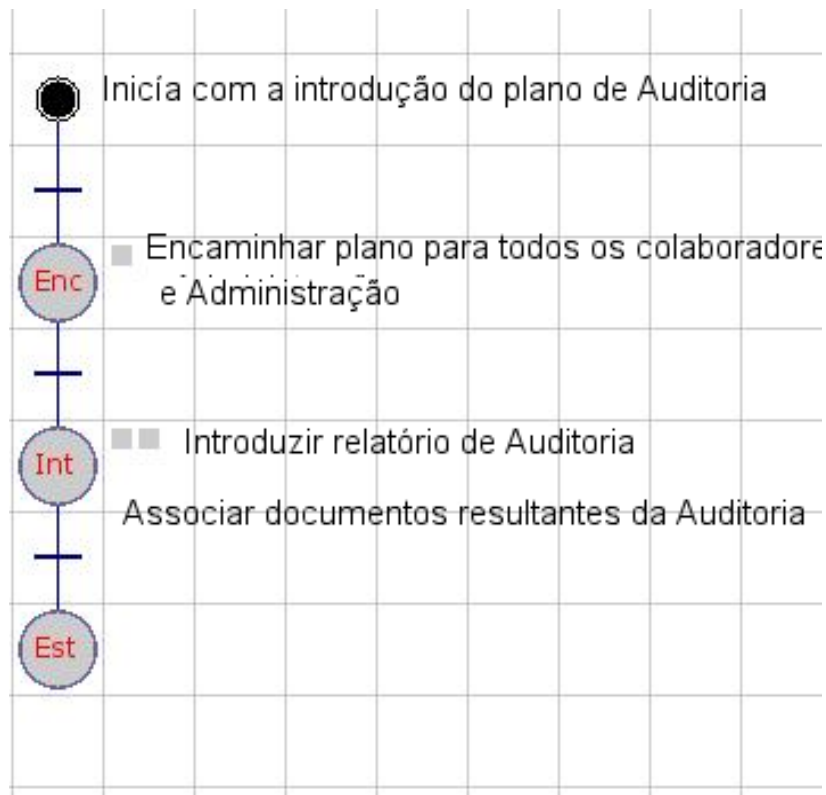 Inicía com a introdução do plano de Auditoria
Enc
Encaminhar plano para todos os colaboradore
e Administração
Int
Introduzir relatório de Auditoria
Associar documentos resultantes da Auditoria
Est